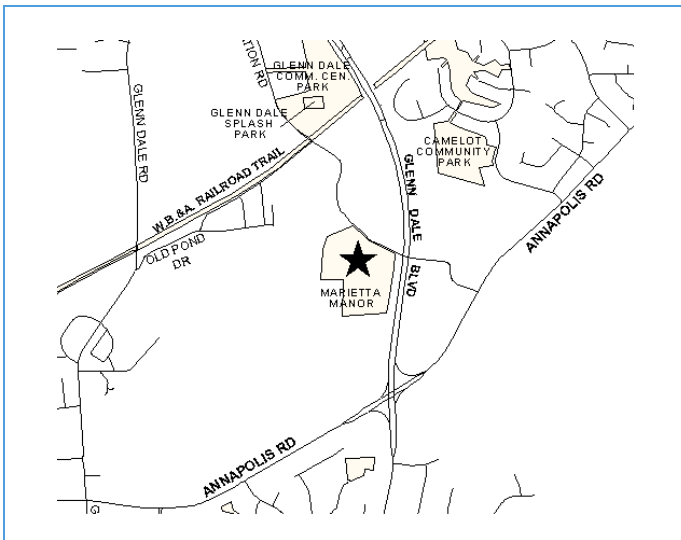 GLENN DALE
COMM. CEN.
PARK
TION RD
GLENN DALE
SPLASH
PARK
GLENN DALE RD
W.B.&A. RAILROAD TRAIL
CAMELOT
COMMUNITY
PARK
GLENN DALE BLVD
ANNAPOLIS RD
OLD POND
DR
MARIETTA
MANOR
ANNAPOLIS RD
G